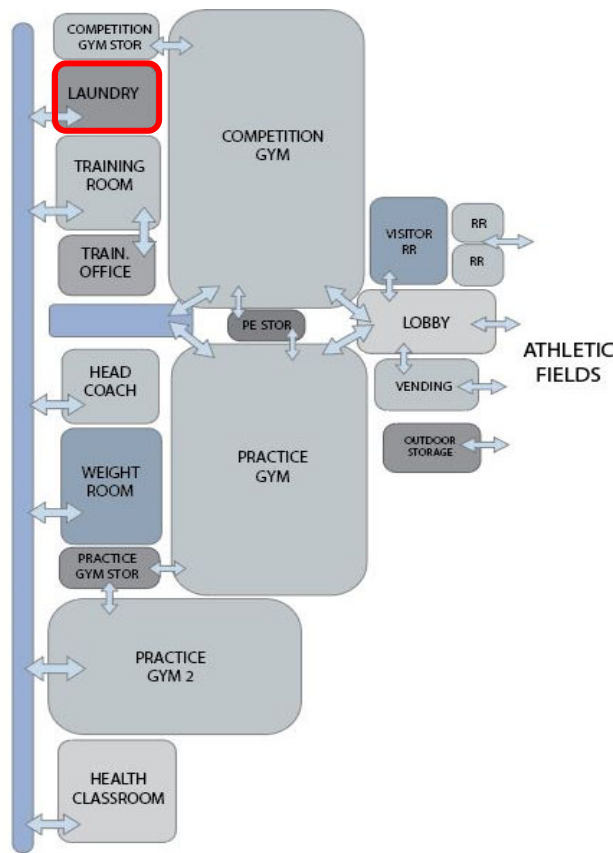 COMPETITION
GYM STOR
LAUNDRY
COMPETITION
GYM
TRAINING
ROOM
TRAIN.
OFFICE
VISITOR
RR
RR
RR
PE STOR
LOBBY
ATHLETIC
FIELDS
HEAD
COACH
VENDING
OUTDOOR
STORAGE
WEIGHT
ROOM
PRACTICE
GYM
PRACTICE
GYM STOR
PRACTICE
GYM 2
HEALTH
CLASSROOM